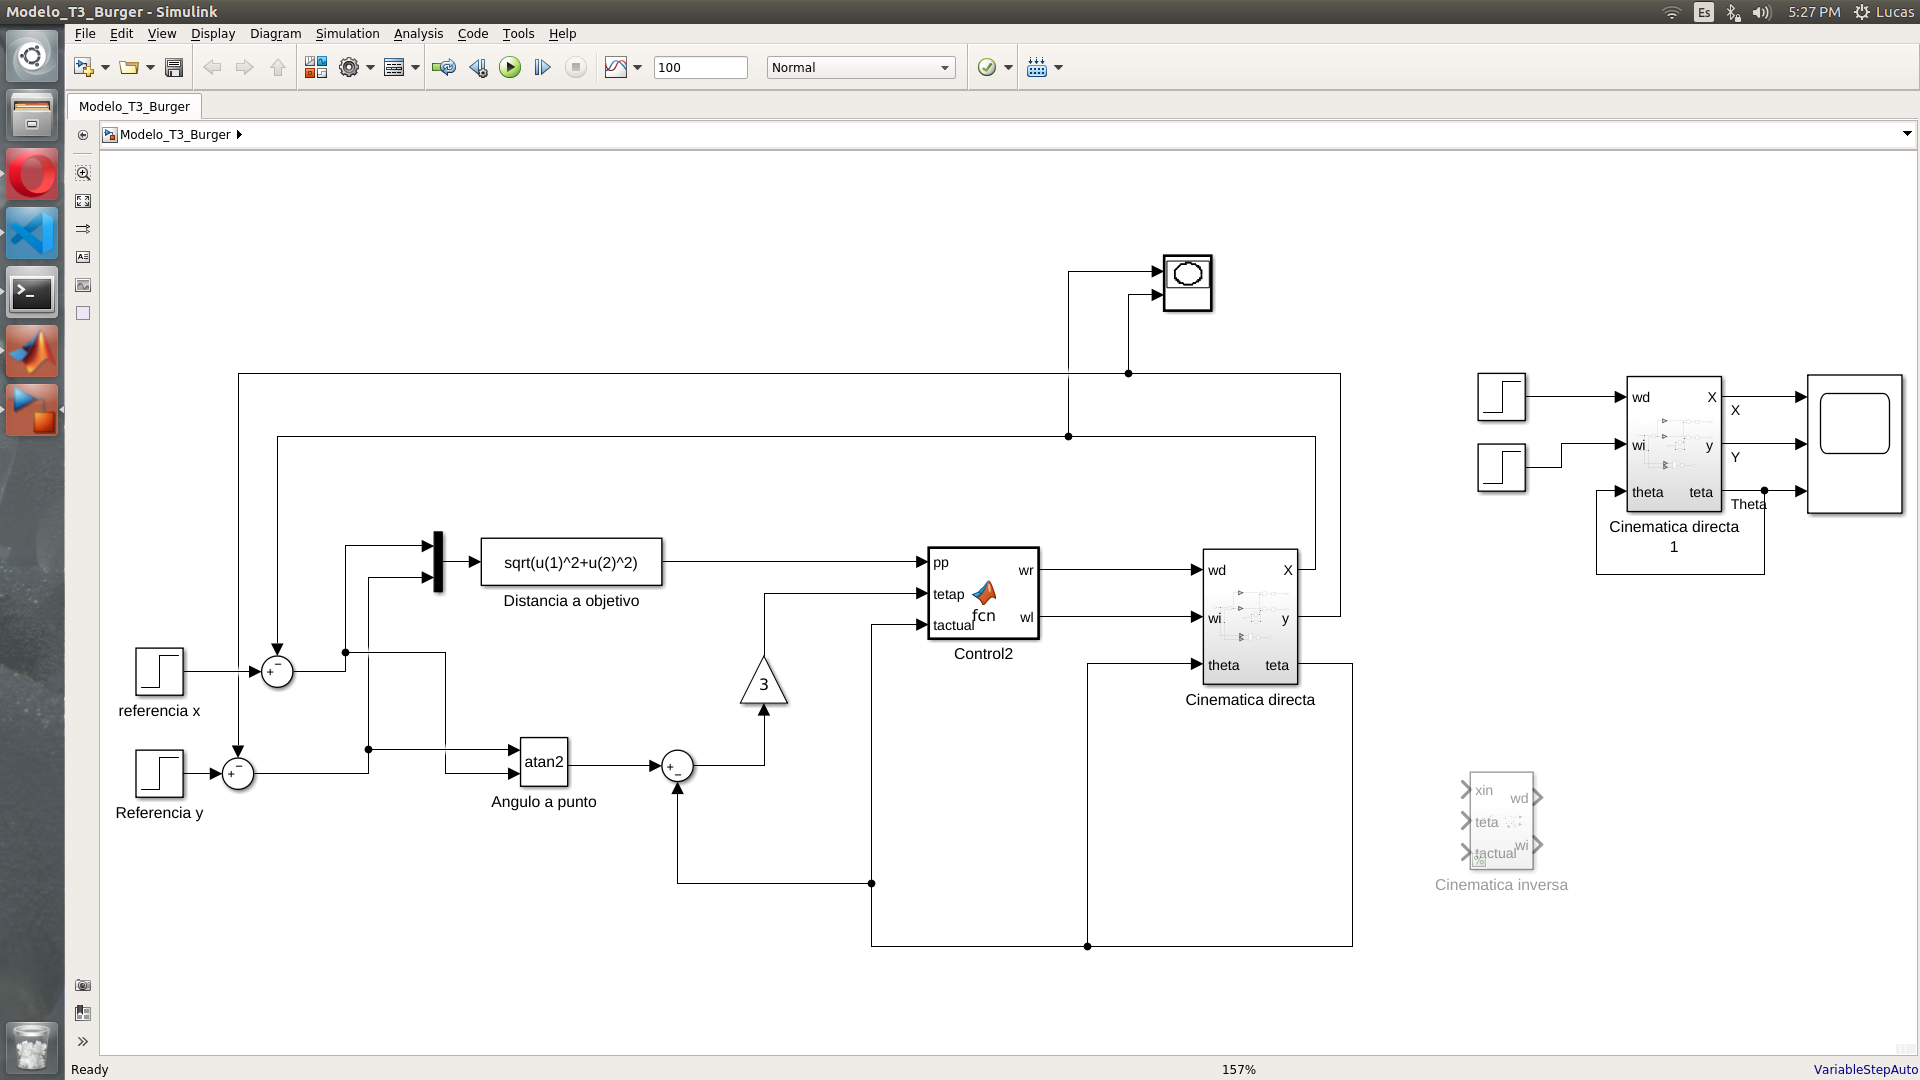 Modelo_T3_Burger - Simulink
Es
5:27 PM
Lucas
File Edit View Display Diagram Simulation Analysis Code Tools Help
100
Normal
Modelo_T3_Burger
Modelo_T3_Burger
wd
X
X
wi
y
Y
theta
teta
Theta
Cinematica directa
1
sqrt(u(1)^2+u(2)^2)
Distancia a objetivo
pp
wr
tetap
fcn
wl
tactual
Control2
wd
X
wi
y
theta
teta
Cinematica directa
3
referencia x
+
−
Referencia y
+
−
atan2
Angulo a punto
+
−
xin
wd
teta
wi
tactual
%
Cinematica inversa
Ready
157%
VariableStepAuto